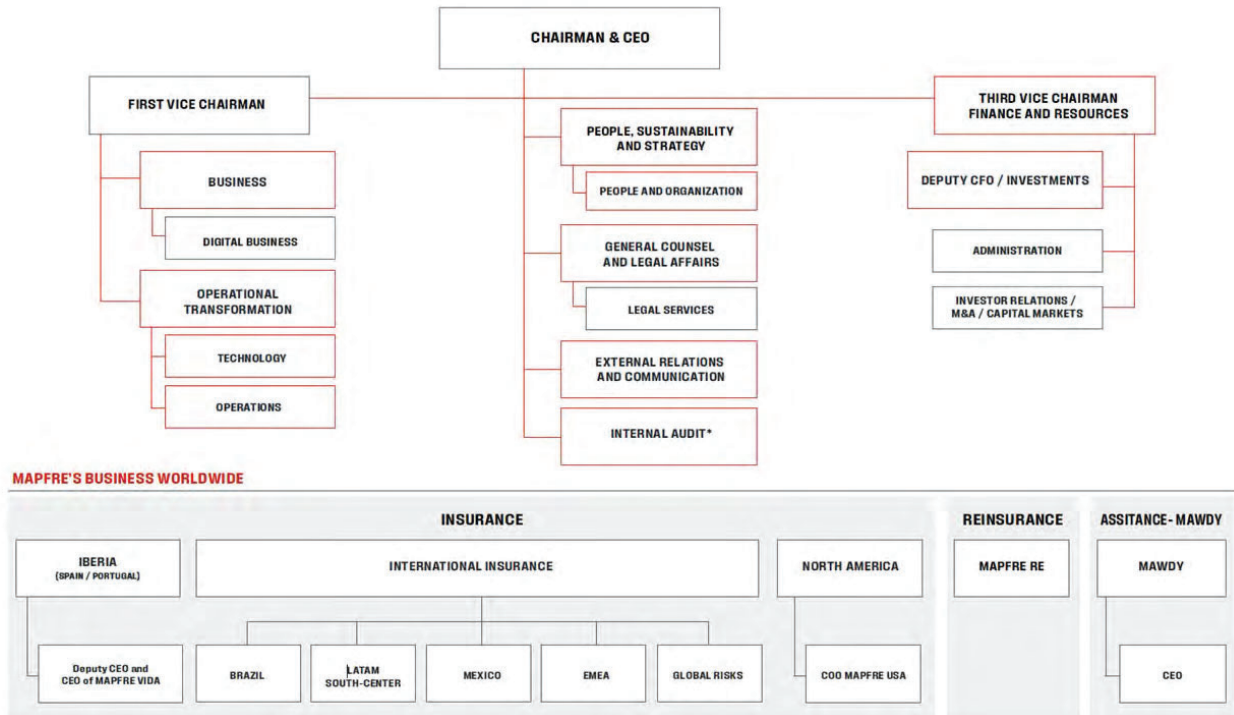 CHAIRMAN & CEO
FIRST VICE CHAIRMAN
BUSINESS
DIGITAL BUSINESS
OPERATIONAL
TRANSFORMATION
TECHNOLOGY
OPERATIONS
PEOPLE, SUSTAINABILITY
AND STRATEGY
PEOPLE AND ORGANIZATION
GENERAL COUNSEL
AND LEGAL AFFAIRS
LEGAL SERVICES
EXTERNAL RELATIONS
AND COMMUNICATION
INTERNAL AUDIT*
THIRD VICE CHAIRMAN
FINANCE AND RESOURCES
DEPUTY CFO / INVESTMENTS
ADMINISTRATION
INVESTOR RELATIONS /
M&A / CAPITAL MARKETS
MAPFRE'S BUSINESS WORLDWIDE
INSURANCE
IBERIA
(SPAIN / PORTUGAL)
Deputy CEO and
CEO of MAPFRE VIDA
INTERNATIONAL INSURANCE
BRAZIL
LATAM
SOUTH-CENTER
MEXICO
EMEA
GLOBAL RISKS
NORTH AMERICA
COO MAPFRE USA
REINSURANCE
MAPFRE RE
ASSITANCE- MAWDY
MAWDY
CEO